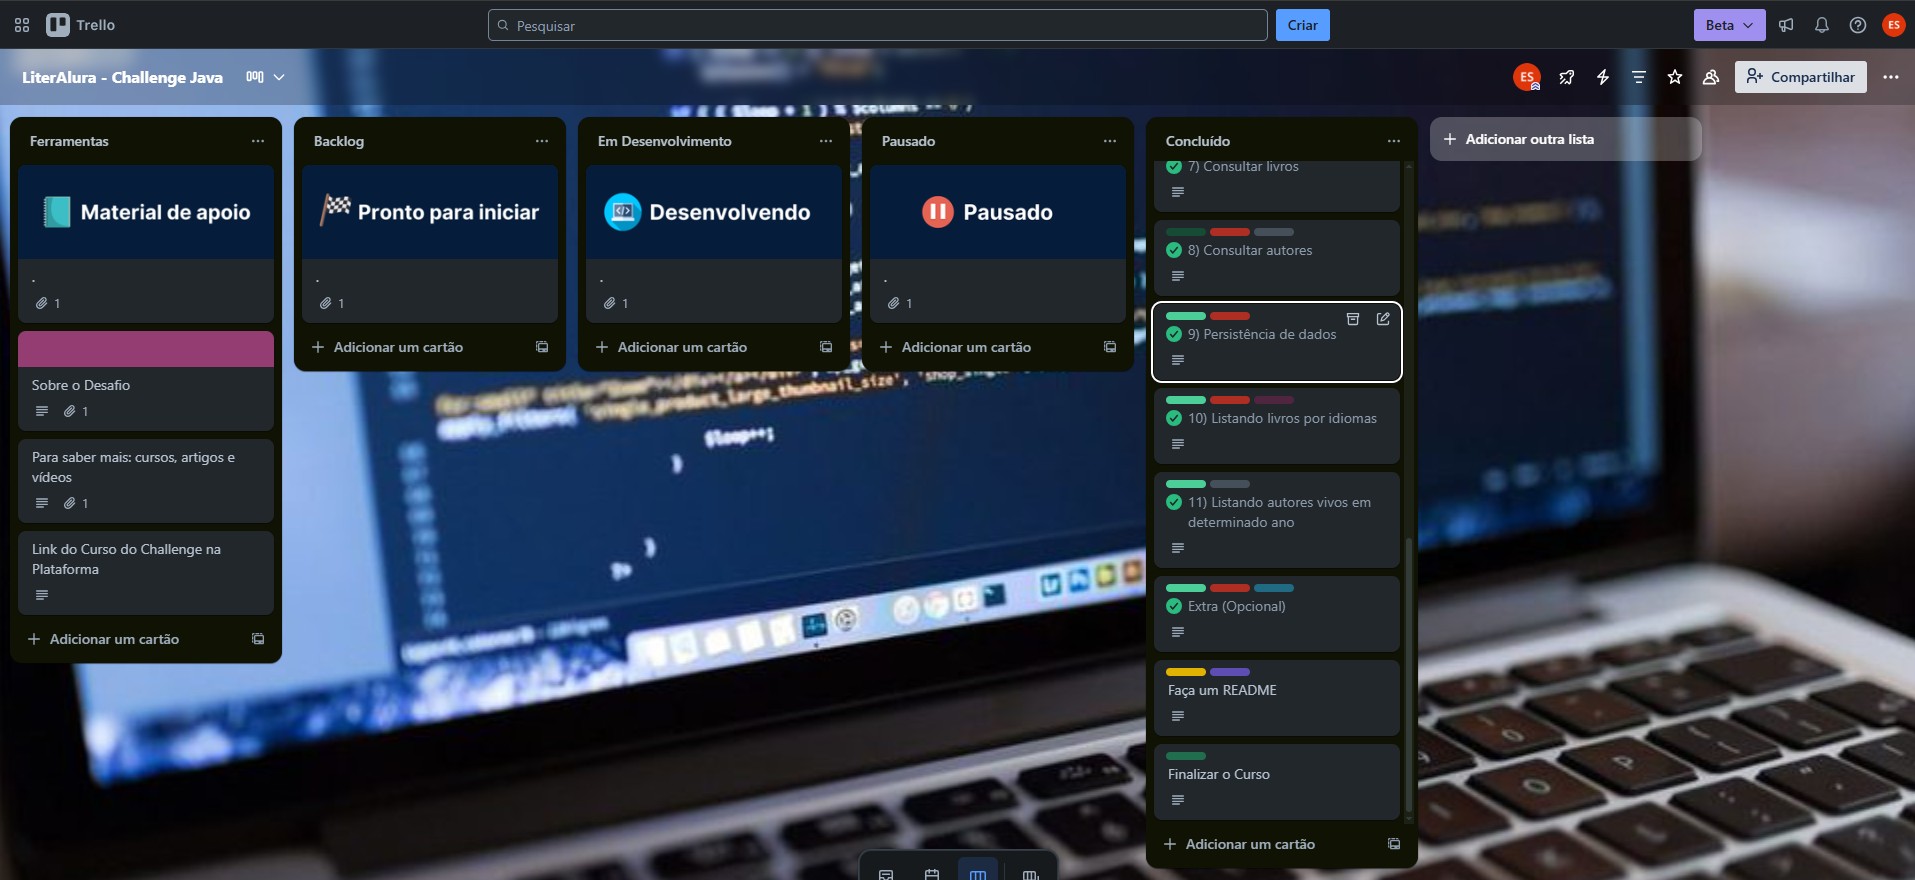 Trello
Pesquisar
Criar
Beta
ES
LiterAlura - Challenge Java
ES
Compartilhar
Ferramentas
Material de apoio
.
1
Sobre o Desafio
1
Para saber mais: cursos, artigos e
vídeos
1
Link do Curso do Challenge na
Plataforma
Adicionar um cartão
Backlog
Pronto para iniciar
.
1
Adicionar um cartão
Em Desenvolvimento
Desenvolvendo
.
1
Adicionar um cartão
Pausado
Pausado
.
1
Adicionar um cartão
Concluído
7) Consultar livros
8) Consultar autores
9) Persistência de dados
10) Listando livros por idiomas
11) Listando autores vivos em
determinado ano
Extra (Opcional)
Faça um README
Finalizar o Curso
Adicionar um cartão
Adicionar outra lista
$loop++;
}
}